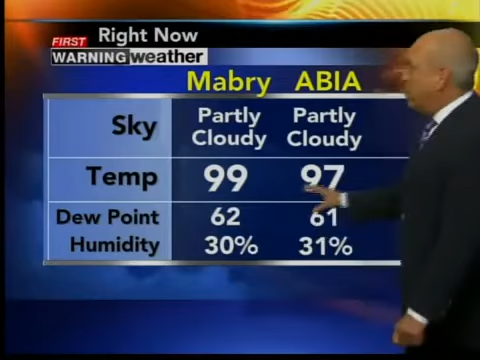 Right Now
FIRST
WARNING weather
Mabry ABIA
Sky Partly Cloudy Partly Cloudy
Temp 99 97
Dew Point 62 61
Humidity 30% 31%